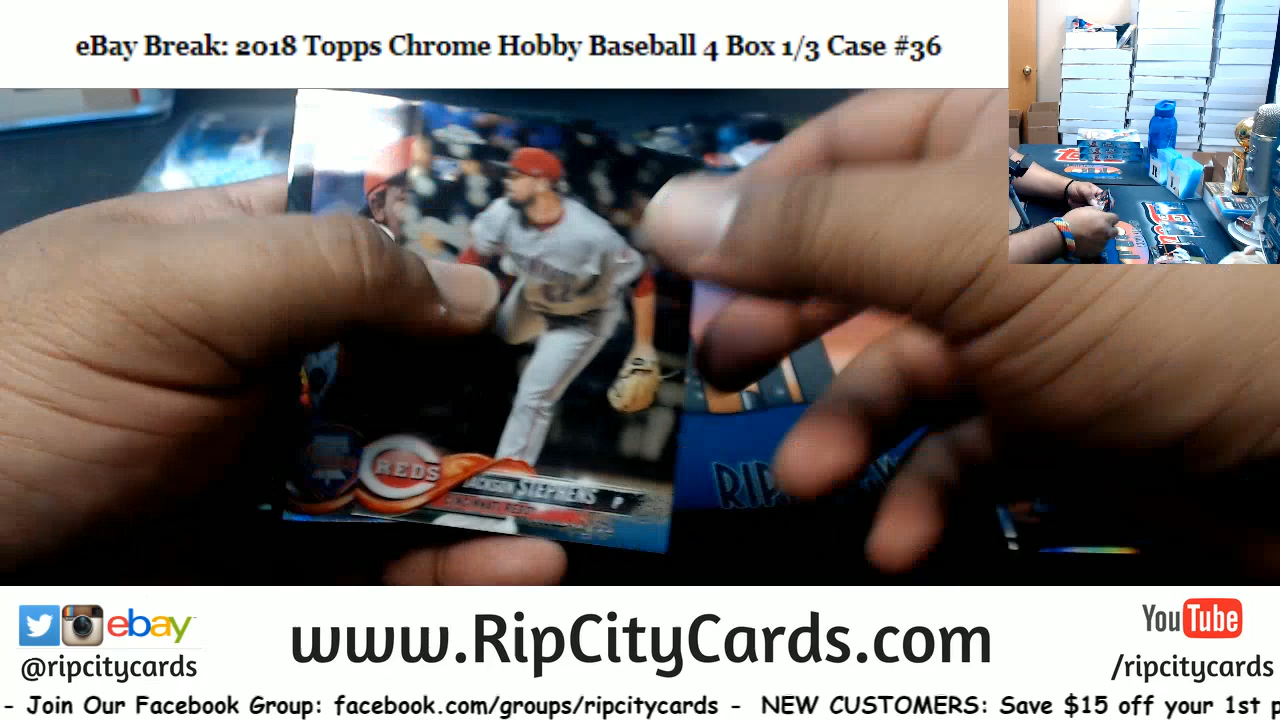 eBay Break: 2018 Topps Chrome Hobby Baseball 4 Box 1/3 Case #36
REDS
STEPHENS P
RIP
ebay
@ripcitycards
www.RipCityCards.com
YouTube
/ripcitycards
- Join Our Facebook Group: facebook.com/groups/ripcitycards - NEW CUSTOMERS: Save $15 off your 1st p